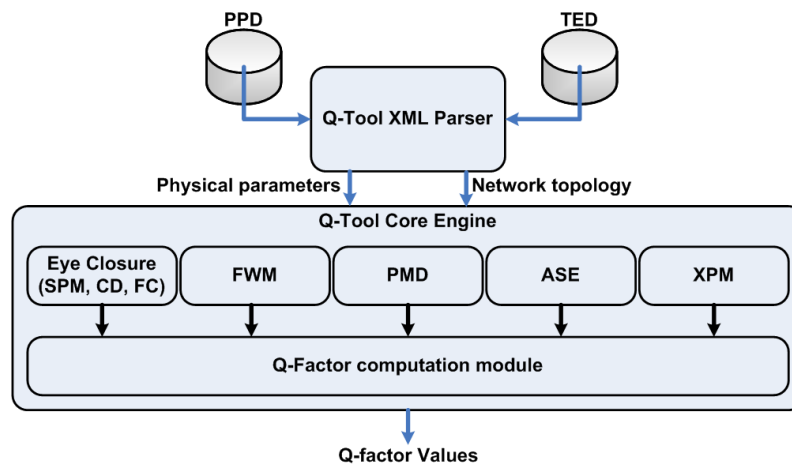 PPD
TED
Q-Tool XML Parser
Physical parameters
Network topology
Q-Tool Core Engine
Eye Closure
(SPM, CD, FC)
FWM
PMD
ASE
XPM
Q-Factor computation module
Q-factor Values